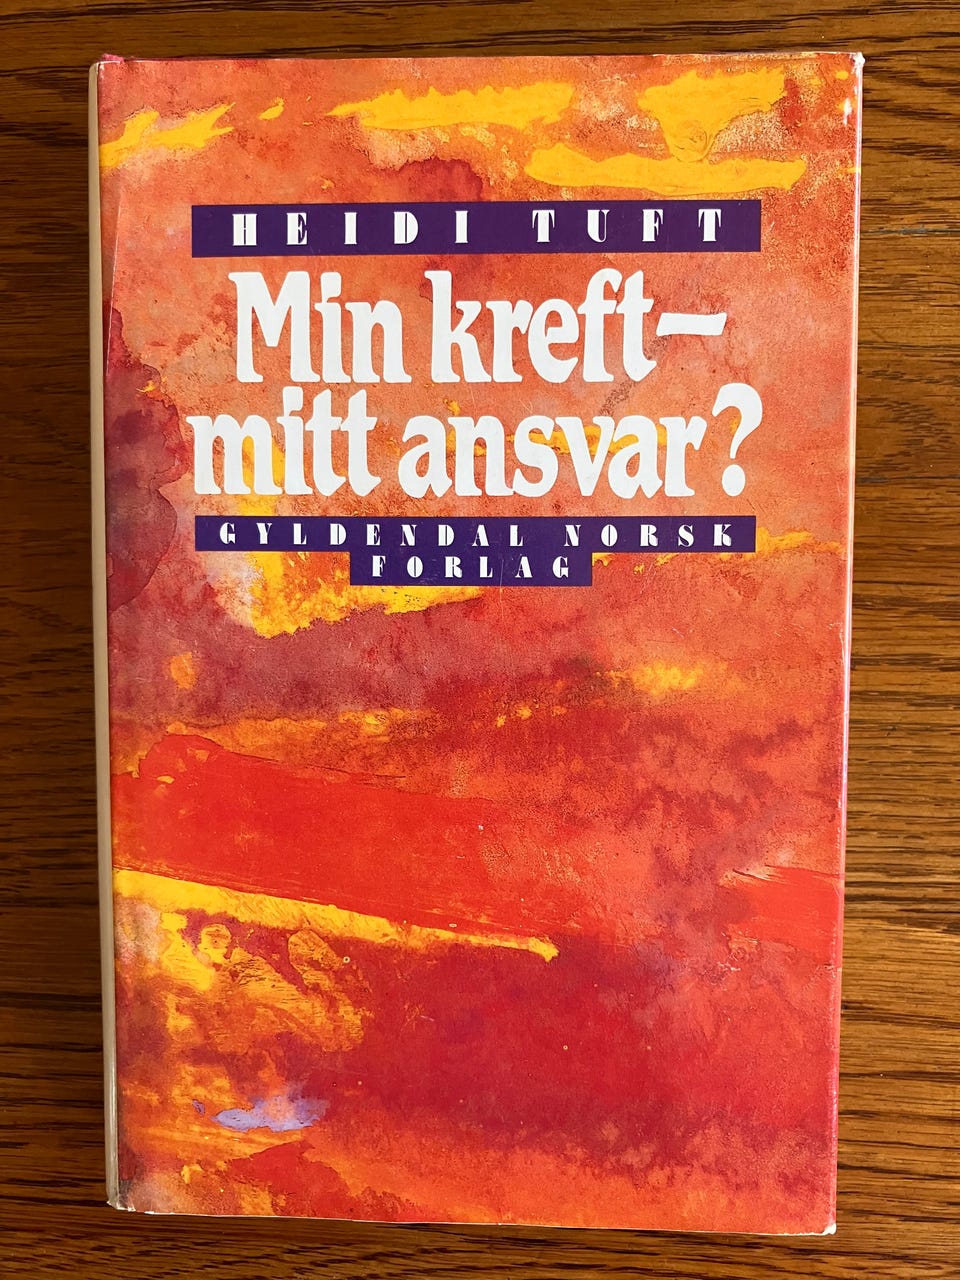 HEIDI TUFT
Min kreft–
mitt ansvar?
GYLDENDAL NORSK
FORLAG